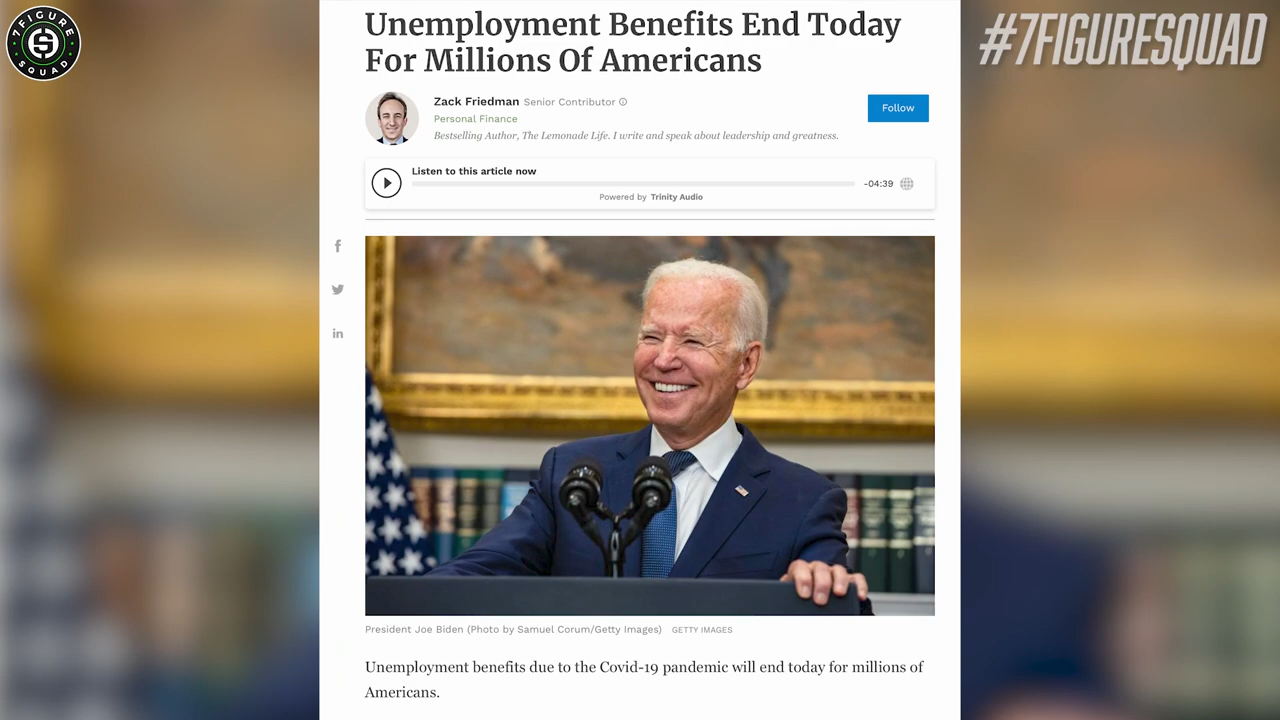 7FIGURE
SQUAD
#7FIGURESQUAD
Unemployment Benefits End Today
For Millions Of Americans
Zack Friedman Senior Contributor
Follow
Personal Finance
Bestselling Author, The Lemonade Life. I write and speak about leadership and greatness.
Listen to this article now
-04:39
Powered by Trinity Audio
f
in
President Joe Biden (Photo by Samuel Corum/Getty Images) GETTY IMAGES
Unemployment benefits due to the Covid-19 pandemic will end today for millions of
Americans.